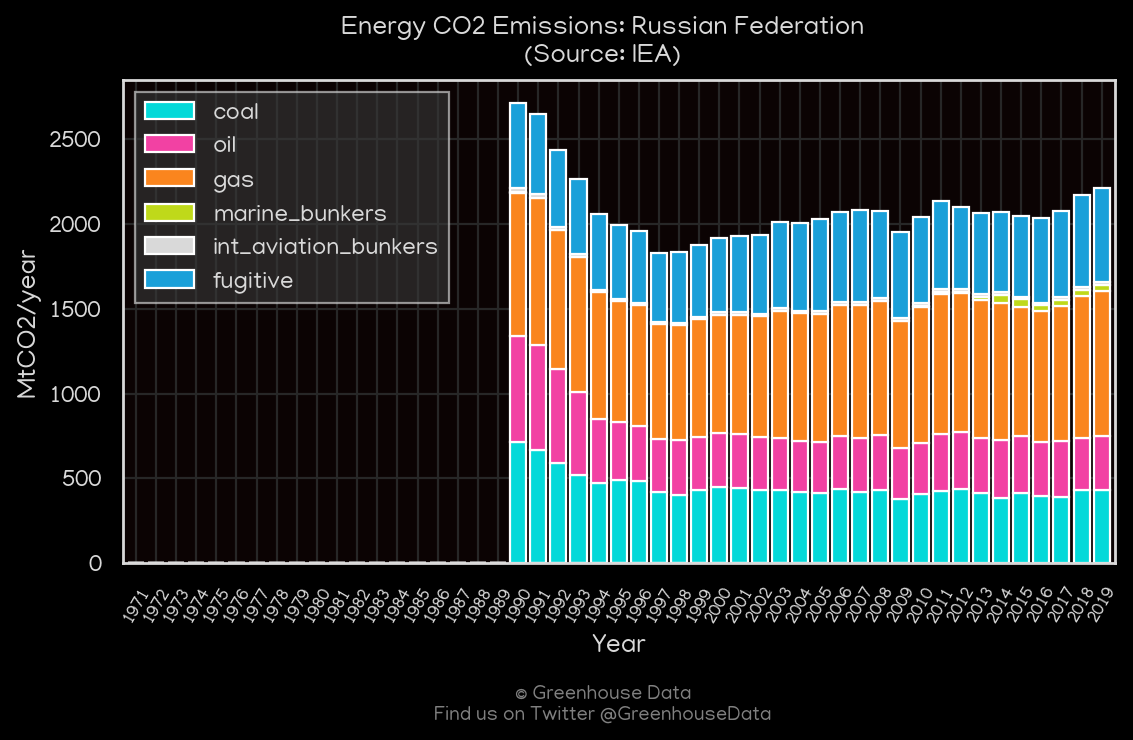 Energy CO2 Emissions: Russian Federation
(Source: IEA)
MtCO2/year
2500
2000
1500
1000
500
0
coal
oil
gas
marine_bunkers
int_aviation_bunkers
fugitive
1971 1972 1973 1974 1975 1976 1977 1978 1979 1980 1981 1982 1983 1984 1985 1986 1987 1988 1989 1990 1991 1992 1993 1994 1995 1996 1997 1998 1999 2000 2001 2002 2003 2004 2005 2006 2007 2008 2009 2010 2011 2012 2013 2014 2015 2016 2017 2018 2019
Year
© Greenhouse Data
Find us on Twitter @GreenhouseData